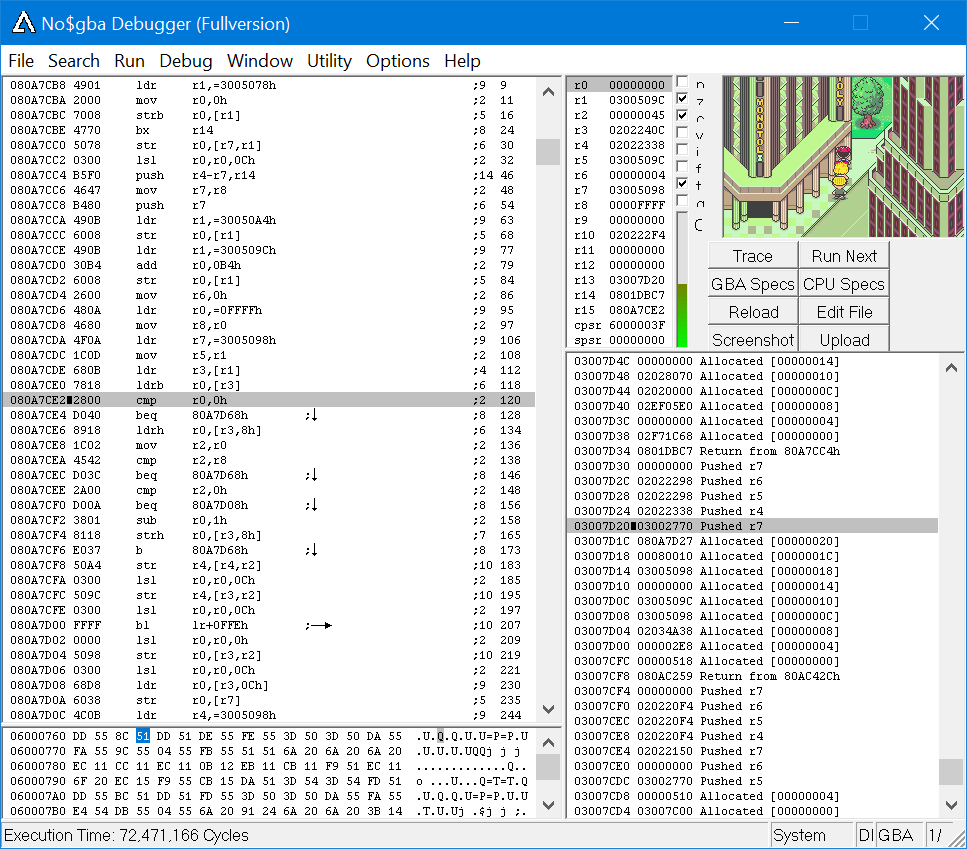 No$gba Debugger (Fullversion)
File Search Run Debug Window Utility Options Help
080A7CB8 4901 ldr r1,=3005078h ;9 9
080A7CBA 2000 mov r0,0h ;2 11
080A7CBC 7008 strb r0,[r1] ;5 16
080A7CBE 4770 bx r14 ;8 24
080A7CC0 5078 str r0,[r7,r1] ;6 30
080A7CC2 0300 lsl r0,r0,0Ch ;2 32
080A7CC4 B5F0 push r4-r7,r14 ;14 46
080A7CC6 4647 mov r7,r8 ;2 48
080A7CC8 B480 push r7 ;6 54
080A7CCA 490B ldr r1,=30050A4h ;9 63
080A7CCC 6008 str r0,[r1] ;5 68
080A7CCE 490B ldr r1,=300509Ch ;9 77
080A7CD0 30B4 add r0,0B4h ;2 79
080A7CD2 6008 str r0,[r1] ;5 84
080A7CD4 2600 mov r6,0h ;2 86
080A7CD6 480A ldr r0,=0FFFFh ;9 95
080A7CD8 4680 mov r8,r0 ;2 97
080A7CDA 4F0A ldr r7,=3005098h ;9 106
080A7CDC 1C0D mov r5,r1 ;2 108
080A7CDE 680B ldr r3,[r1] ;4 112
080A7CE0 7818 ldrb r0,[r3] ;6 118
080A7CE2 2800 cmp r0,0h ;2 120
080A7CE4 D040 beq 80A7D68h ;↓ ;8 128
080A7CE6 8918 ldrh r0,[r3,8h] ;6 134
080A7CE8 1C02 mov r2,r0 ;2 136
080A7CEA 4542 cmp r2,r8 ;2 138
080A7CEC D03C beq 80A7D68h ;↓ ;8 146
080A7CEE 2A00 cmp r2,0h ;2 148
080A7CF0 D00A beq 80A7D08h ;↓ ;8 156
080A7CF2 3801 sub r0,1h ;2 158
080A7CF4 8118 strh r0,[r3,8h] ;7 165
080A7CF6 E037 b 80A7D68h ;↓ ;8 173
080A7CF8 50A4 str r4,[r4,r2] ;10 183
080A7CFA 0300 lsl r0,r0,0Ch ;2 185
080A7CFC 509C str r4,[r3,r2] ;10 195
080A7CFE 0300 lsl r0,r0,0Ch ;2 197
080A7D00 FFFF bl lr+0FFEh ;→ ;10 207
080A7D02 0000 lsl r0,r0,0h ;2 209
080A7D04 5098 str r0,[r3,r2] ;10 219
080A7D06 0300 lsl r0,r0,0Ch ;2 221
080A7D08 68D8 ldr r0,[r3,0Ch] ;9 230
080A7D0A 6038 str r0,[r7] ;5 235
080A7D0C 4C0B ldr r4,=3005098h ;9 244
r0 00000000
r1 0300509C
r2 00000045
r3 0202240C
r4 02022338
r5 0300509C
r6 00000004
r7 03005098
r8 0000FFFF
r9 00000000
r10 020222F4
r11 00000000
r12 00000000
r13 03007D20
r14 0801DBC7
r15 080A7CE2
cpsr 6000003F
spsr 00000000
n
z
c
v
i
f
t
MONOTOLI
OLY
Trace Run Next
GBA Specs CPU Specs
Reload Edit File
Screenshot Upload
03007D4C 00000000 Allocated [00000014]
03007D48 02028070 Allocated [00000010]
03007D44 02020000 Allocated [0000000C]
03007D40 02EF05E0 Allocated [00000008]
03007D3C 00000000 Allocated [00000004]
03007D38 02F71C68 Allocated [00000000]
03007D34 0801DBC7 Return from 80A7CC4h
03007D30 00000000 Pushed r7
03007D2C 02022298 Pushed r6
03007D28 02022298 Pushed r5
03007D24 02022338 Pushed r4
03007D20 03002770 Pushed r7
03007D1C 080A7D27 Allocated [00000020]
03007D18 00080010 Allocated [0000001C]
03007D14 03005098 Allocated [00000018]
03007D10 00000000 Allocated [00000014]
03007D0C 0300509C Allocated [00000010]
03007D08 03005098 Allocated [0000000C]
03007D04 02034A38 Allocated [00000008]
03007D00 000002E8 Allocated [00000004]
03007CFC 00000518 Allocated [00000000]
03007CF8 080AC259 Return from 80AC42Ch
03007CF4 00000000 Pushed r7
03007CF0 020220F4 Pushed r6
03007CEC 020220F4 Pushed r5
03007CE8 020220F4 Pushed r4
03007CE4 02022150 Pushed r7
03007CE0 00000000 Pushed r6
03007CDC 03002770 Pushed r5
03007CD8 00000510 Allocated [00000004]
03007CD4 03007C00 Allocated [00000000]
06000760 DD 55 8C 51 DD 51 DE 55 FE 55 3D 50 3D 50 DA 55 .U.Q.Q.U.U=P=P.U
06000770 FA 55 9C 55 04 55 FB 55 51 51 6A 20 6A 20 6A 20 .U.U.U.UQQj j j
06000780 EC 11 CC 11 EC 11 0B 12 EB 11 CB 11 F9 51 EC 11 .............Q..
06000790 6F 20 EC 15 F9 55 CB 15 DA 51 3D 54 3D 54 FD 51 o ...U...Q=T=T.Q
060007A0 DD 55 BC 51 DD 51 FD 55 3D 50 3D 50 DA 55 FA 55 .U.Q.Q.U=P=P.U.U
060007B0 E4 54 DB 55 04 55 6A 20 91 24 6A 20 6A 20 3B 14 .T.U.Uj .$j j ;.
Execution Time: 72,471,166 Cycles
System DI GBA 1/